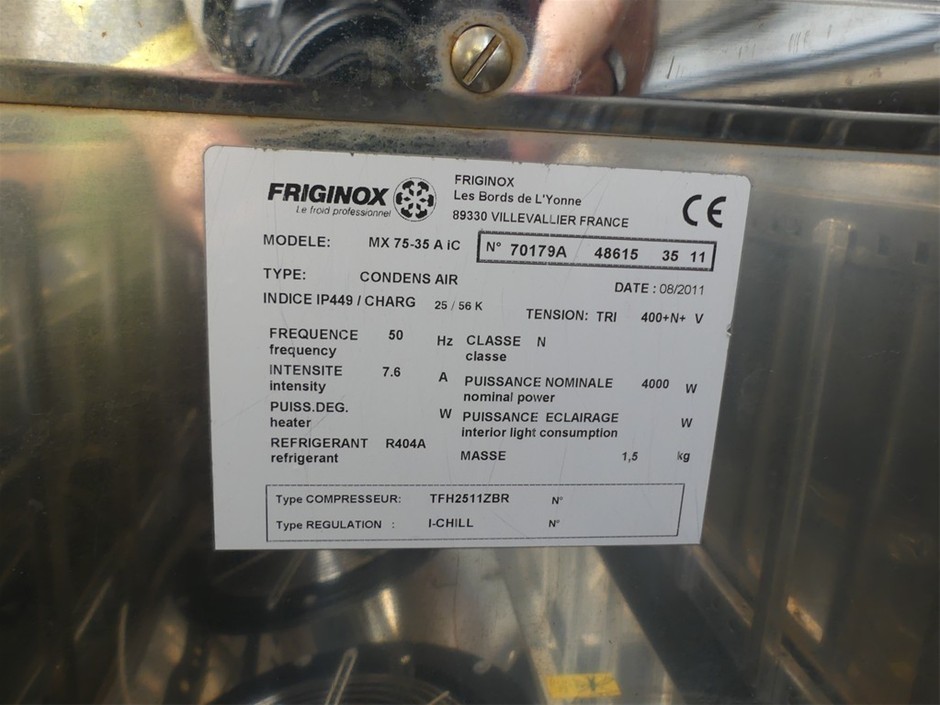 FRIGINOX
Le froid professionnel
FRIGINOX
Les Bords de L'Yonne
89330 VILLEVALLIER FRANCE
CE
MODELE: MX 75-35 A iC
N° 70179A 48615 35 11
TYPE: CONDENS AIR
DATE : 08/2011
INDICE IP449 / CHARG 25 / 56 K
TENSION: TRI 400+N+ V
FREQUENCE 50 Hz
frequency
CLASSE N
classe
INTENSITE 7.6 A
intensity
PUISSANCE NOMINALE 4000 W
nominal power
PUISS.DEG. W
heater
PUISSANCE ECLAIRAGE W
interior light consumption
REFRIGERANT R404A
refrigerant
MASSE 1,5 kg
Type COMPRESSEUR: TFH2511ZBR N°
Type REGULATION : I-CHILL N°